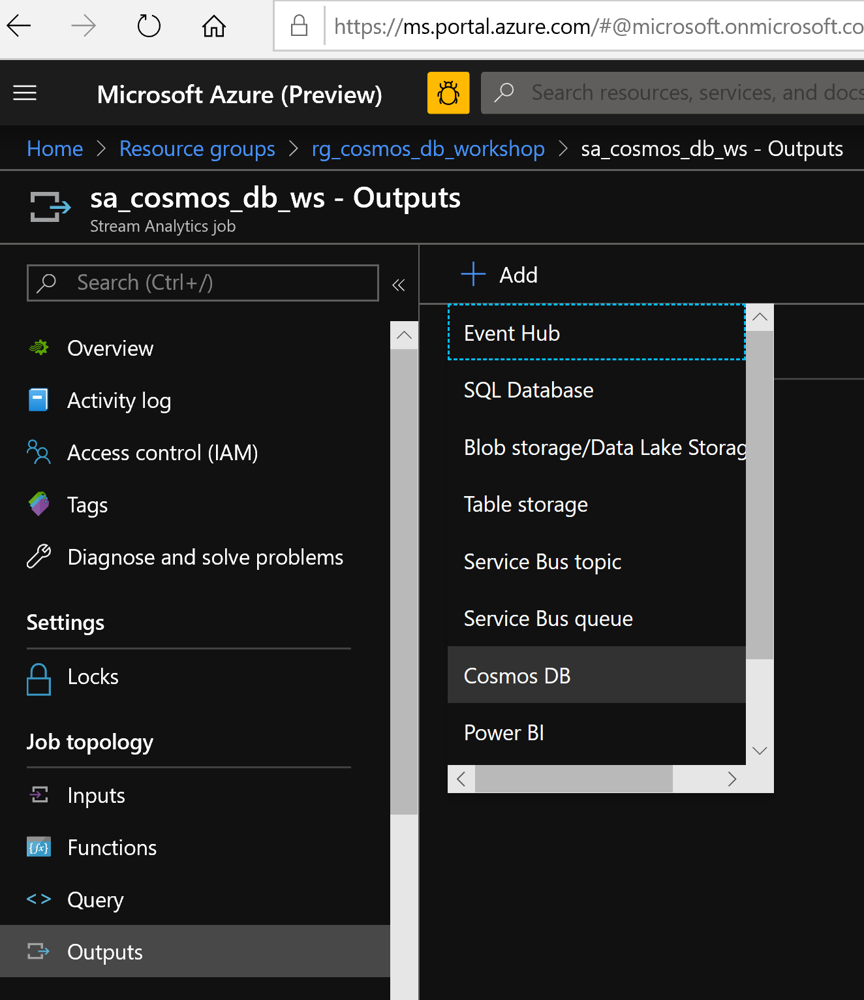 https://ms.portal.azure.com/#@microsoft.onmicrosoft.co
Microsoft Azure (Preview)
Search resources, services, and docs
Home > Resource groups > rg_cosmos_db_workshop > sa_cosmos_db_ws - Outputs
sa_cosmos_db_ws - Outputs
Stream Analytics job
Search (Ctrl+/)
«
Overview
Activity log
Access control (IAM)
Tags
Diagnose and solve problems
Settings
Locks
Job topology
Inputs
Functions
Query
Outputs
Add
Event Hub
SQL Database
Blob storage/Data Lake Storag
Table storage
Service Bus topic
Service Bus queue
Cosmos DB
Power BI